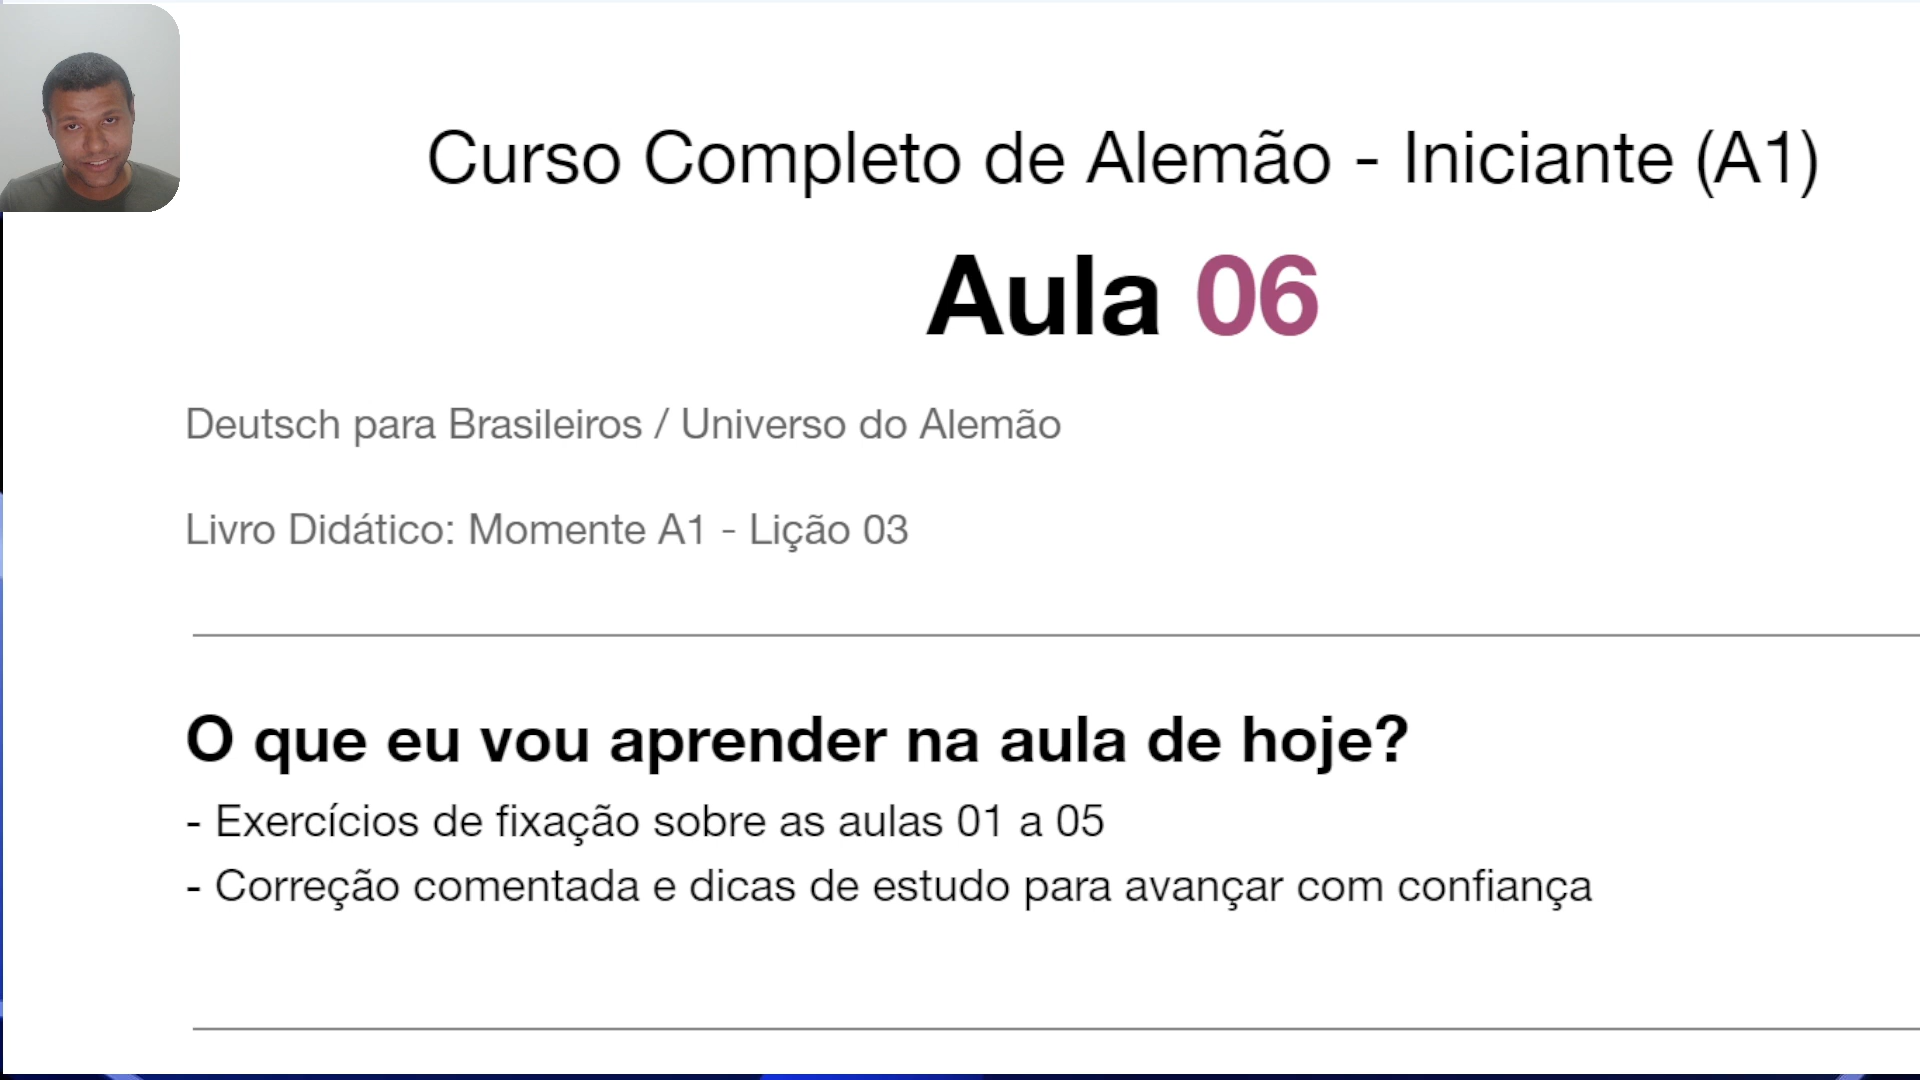 Curso Completo de Alemão - Iniciante (A1)
Aula 06
Deutsch para Brasileiros / Universo do Alemão
Livro Didático: Momente A1 - Lição 03
O que eu vou aprender na aula de hoje?
- Exercícios de fixação sobre as aulas 01 a 05
- Correção comentada e dicas de estudo para avançar com confiança